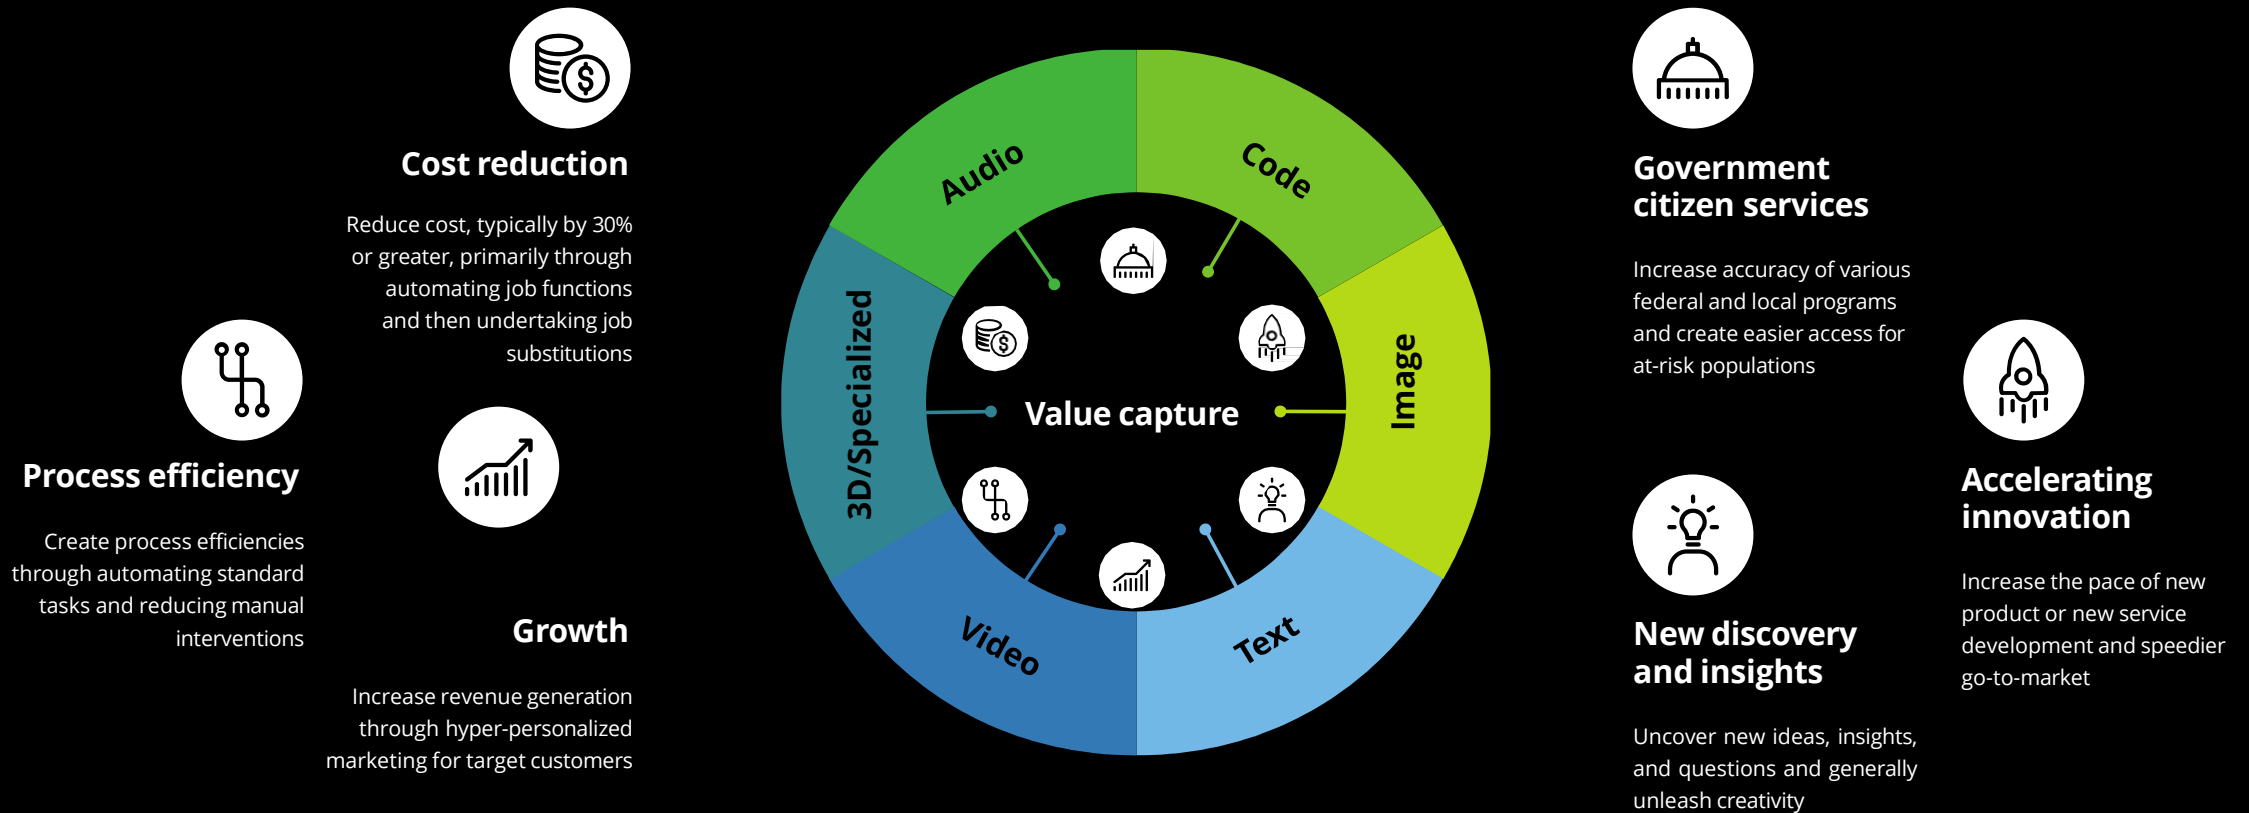 Cost reduction
Reduce cost, typically by 30%
or greater, primarily through
automating job functions
and then undertaking job
substitutions
Process efficiency
Create process efficiencies
through automating standard
tasks and reducing manual
interventions
Growth
Increase revenue generation
through hyper-personalized
marketing for target customers
Audio
Code
Image
Text
Video
3D/Specialized
Value capture
Government
citizen services
Increase accuracy of various
federal and local programs
and create easier access for
at-risk populations
Accelerating
innovation
Increase the pace of new
product or new service
development and speedier
go-to-market
New discovery
and insights
Uncover new ideas, insights,
and questions and generally
unleash creativity